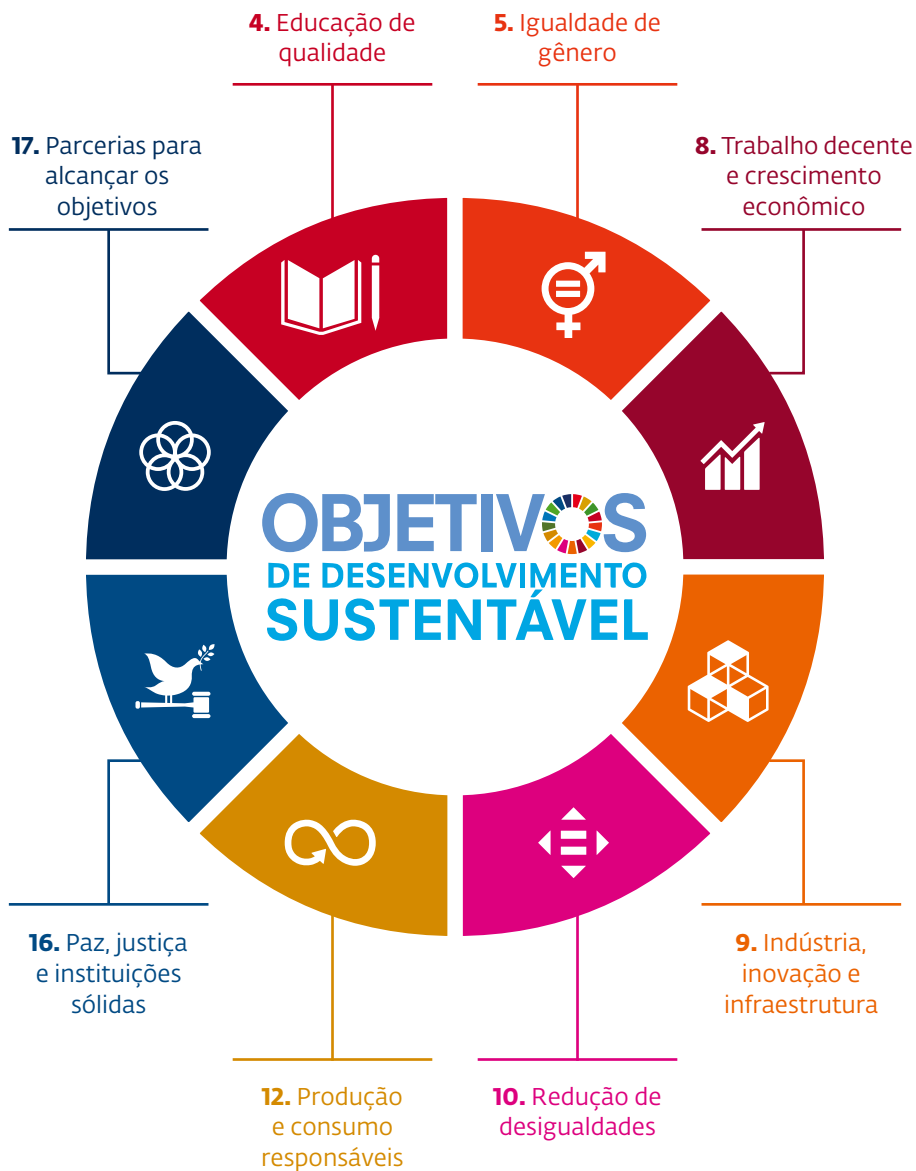 4. Educação de
qualidade
5. Igualdade de
gênero
17. Parcerias para
alcançar os
objetivos
8. Trabalho decente
e crescimento
econômico
OBJETIVOS
DE DESENVOLVIMENTO
SUSTENTÁVEL
16. Paz, justiça
e instituições
sólidas
9. Indústria,
inovação e
infraestrutura
12. Produção
e consumo
responsáveis
10. Redução de
desigualdades